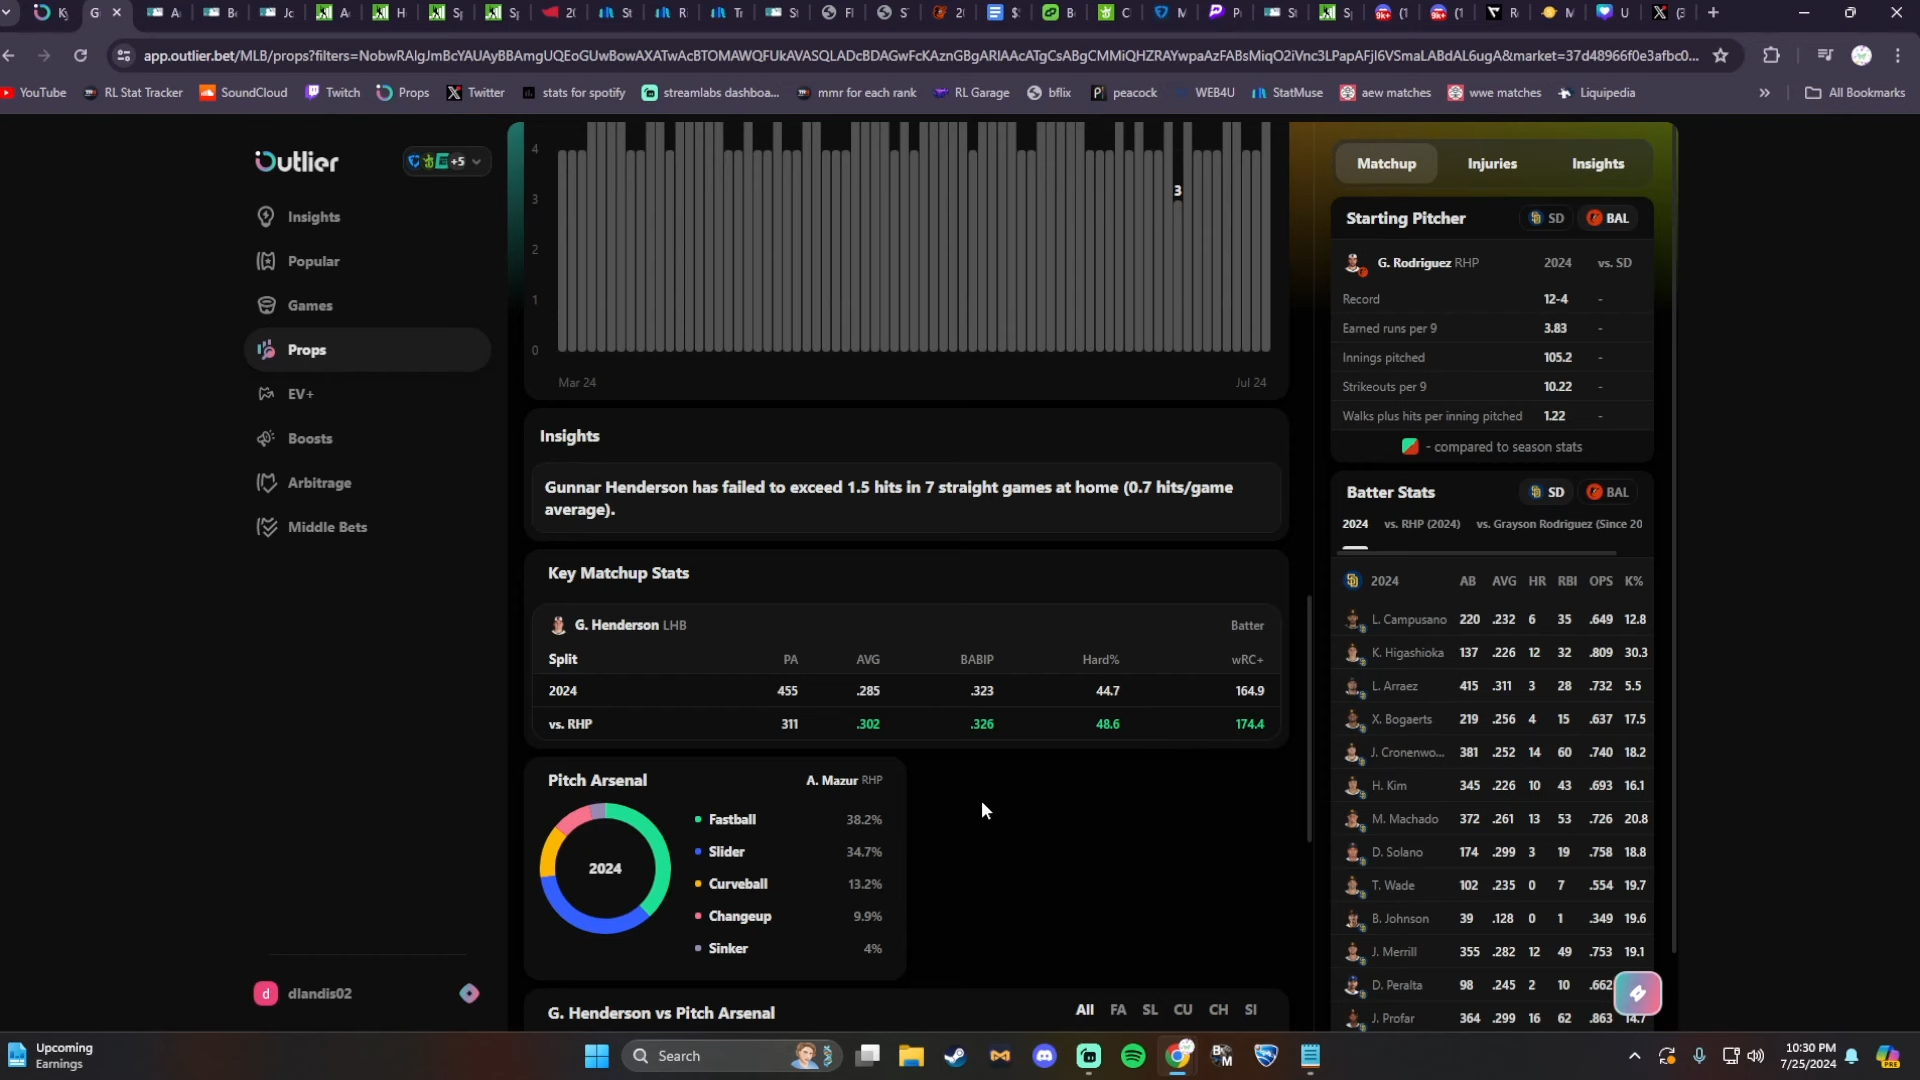 app.outlier.bet/MLB/props?filters=
YouTube
RL Stat Tracker
SoundCloud
Twitch
Props
Twitter
stats for spotify
streamlabs dashboa...
mmr for each rank
RL Garage
bflix
peacock
WEB4U
StatMuse
aew matches
wwe matches
Liquipedia
All Bookmarks
Outlier
+5
Insights
Popular
Games
Props
EV+
Boosts
Arbitrage
Middle Bets
dlandis02
4
3
2
1
0
3
Mar 24
Jul 24
Insights
Gunnar Henderson has failed to exceed 1.5 hits in 7 straight games at home (0.7 hits/game
average).
Key Matchup Stats
G. Henderson LHB Batter
Split PA AVG BABIP Hard% wRC+
2024 455 .285 .323 44.7 164.9
vs. RHP 311 .302 .326 48.6 174.4
Pitch Arsenal A. Mazur RHP
2024
Fastball 38.2%
Slider 34.7%
Curveball 13.2%
Changeup 9.9%
Sinker 4%
G. Henderson vs Pitch Arsenal All FA SL CU CH SI
Matchup Injuries Insights
Starting Pitcher SD BAL
G. Rodriguez RHP 2024 vs. SD
Record 12-4 -
Earned runs per 9 3.83 -
Innings pitched 105.2 -
Strikeouts per 9 10.22 -
Walks plus hits per inning pitched 1.22 -
- compared to season stats
Batter Stats SD BAL
2024 vs. RHP (2024) vs. Grayson Rodriguez (Since 20
2024 AB AVG HR RBI OPS K%
L. Campusano 220 .232 6 35 .649 12.8
K. Higashioka 137 .226 12 32 .809 30.3
L. Arraez 415 .311 3 28 .732 5.5
X. Bogaerts 219 .256 4 15 .637 17.5
J. Cronenwo... 381 .252 14 60 .740 18.2
H. Kim 345 .226 10 43 .693 16.1
M. Machado 372 .261 13 53 .726 20.8
D. Solano 174 .299 3 19 .758 18.8
T. Wade 102 .235 0 7 .554 19.7
B. Johnson 39 .128 0 1 .349 19.6
J. Merrill 355 .282 12 49 .753 19.1
D. Peralta 98 .245 2 10 .662
J. Profar 364 .299 16 62 .863 14.7
Upcoming
Earnings
Search
10:30 PM
7/25/2024